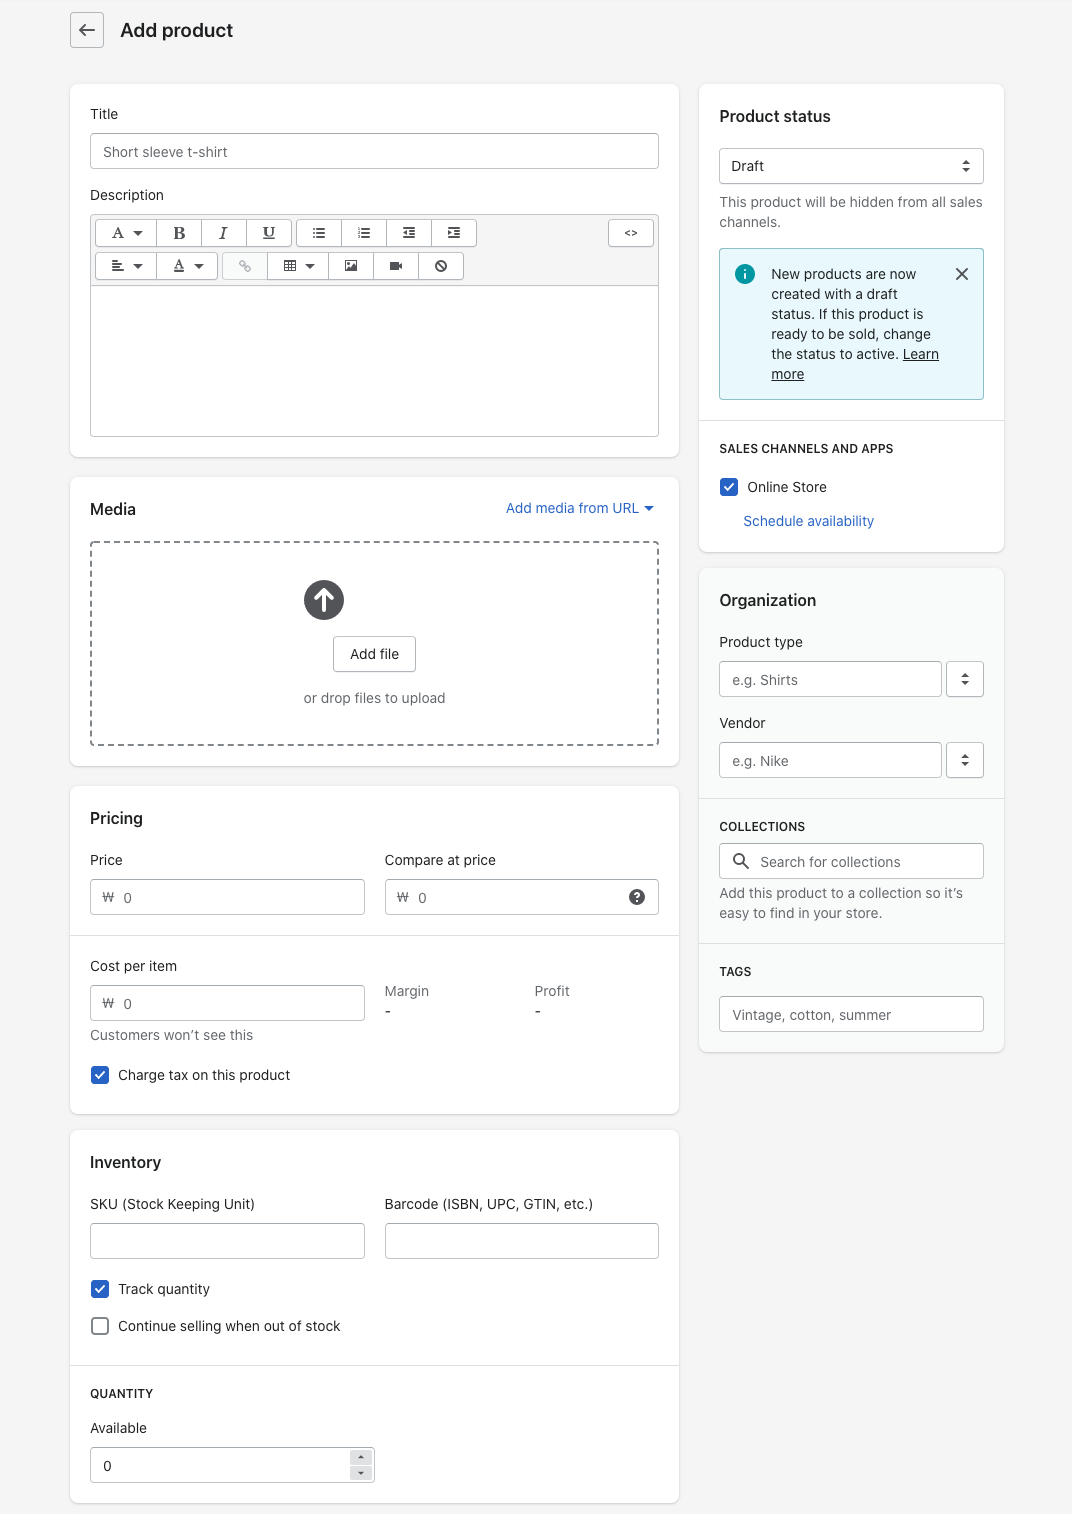 Add product
Title
Short sleeve t-shirt
Description
A
B
I
U
<>
A
Media
Add media from URL
Add file
or drop files to upload
Pricing
Price
Compare at price
₩ 0
₩ 0
Cost per item
₩ 0
Margin
-
Profit
-
Customers won't see this
Charge tax on this product
Inventory
SKU (Stock Keeping Unit)
Barcode (ISBN, UPC, GTIN, etc.)
Track quantity
Continue selling when out of stock
QUANTITY
Available
0
Product status
Draft
This product will be hidden from all sales
channels.
New products are now
created with a draft
status. If this product is
ready to be sold, change
the status to active. Learn
more
SALES CHANNELS AND APPS
Online Store
Schedule availability
Organization
Product type
e.g. Shirts
Vendor
e.g. Nike
COLLECTIONS
Search for collections
Add this product to a collection so it's
easy to find in your store.
TAGS
Vintage, cotton, summer